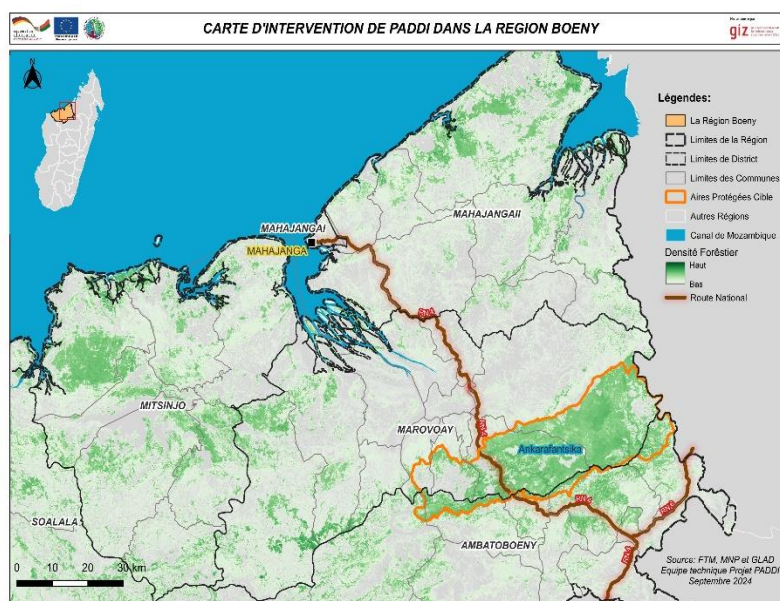 CARTE D'INTERVENTION DE PADDI DANS LA REGION BOENY
giz
N
Légendes:
La Région Boeny
Limites de la Région
Limites de District
Limites des Communes
Aires Protégées Cible
Autres Régions
Canal de Mozambique
Densité Forêstier
Haut
Bas
Route National
MAHAJANGAI
MAHAJANGAII
MAHAJANGA
MITSINJO
MAROVOAY
Ankarafantsika
SOALALA
AMBATOBOENY
RN4
RN4
RN4
0 10 20 30 km
Source: FTM, MNP et GLAD
Equipe technique Projet PADDI
Septembre 2024